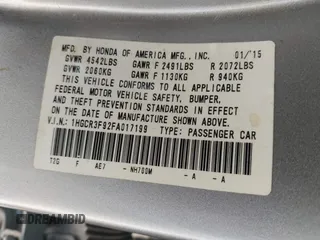 MFD. BY HONDA OF AMERICA MFG., INC. 01/15
GVWR 4542LBS GAWR F 2491LBS R 2072LBS
GVWR 2060KG GAWR F 1130KG R 940KG
THIS VEHICLE CONFORMS TO ALL APPLICABLE
FEDERAL MOTOR VEHICLE SAFETY, BUMPER,
AND THEFT PREVENTION STANDARDS IN EFFECT
ON THE DATE OF MANUFACTURE SHOWN ABOVE.
V.I.N.: 1HGCR3F92FA017199 TYPE: PASSENGER CAR
F AE7 - NH700M - A - A
DREAMBID